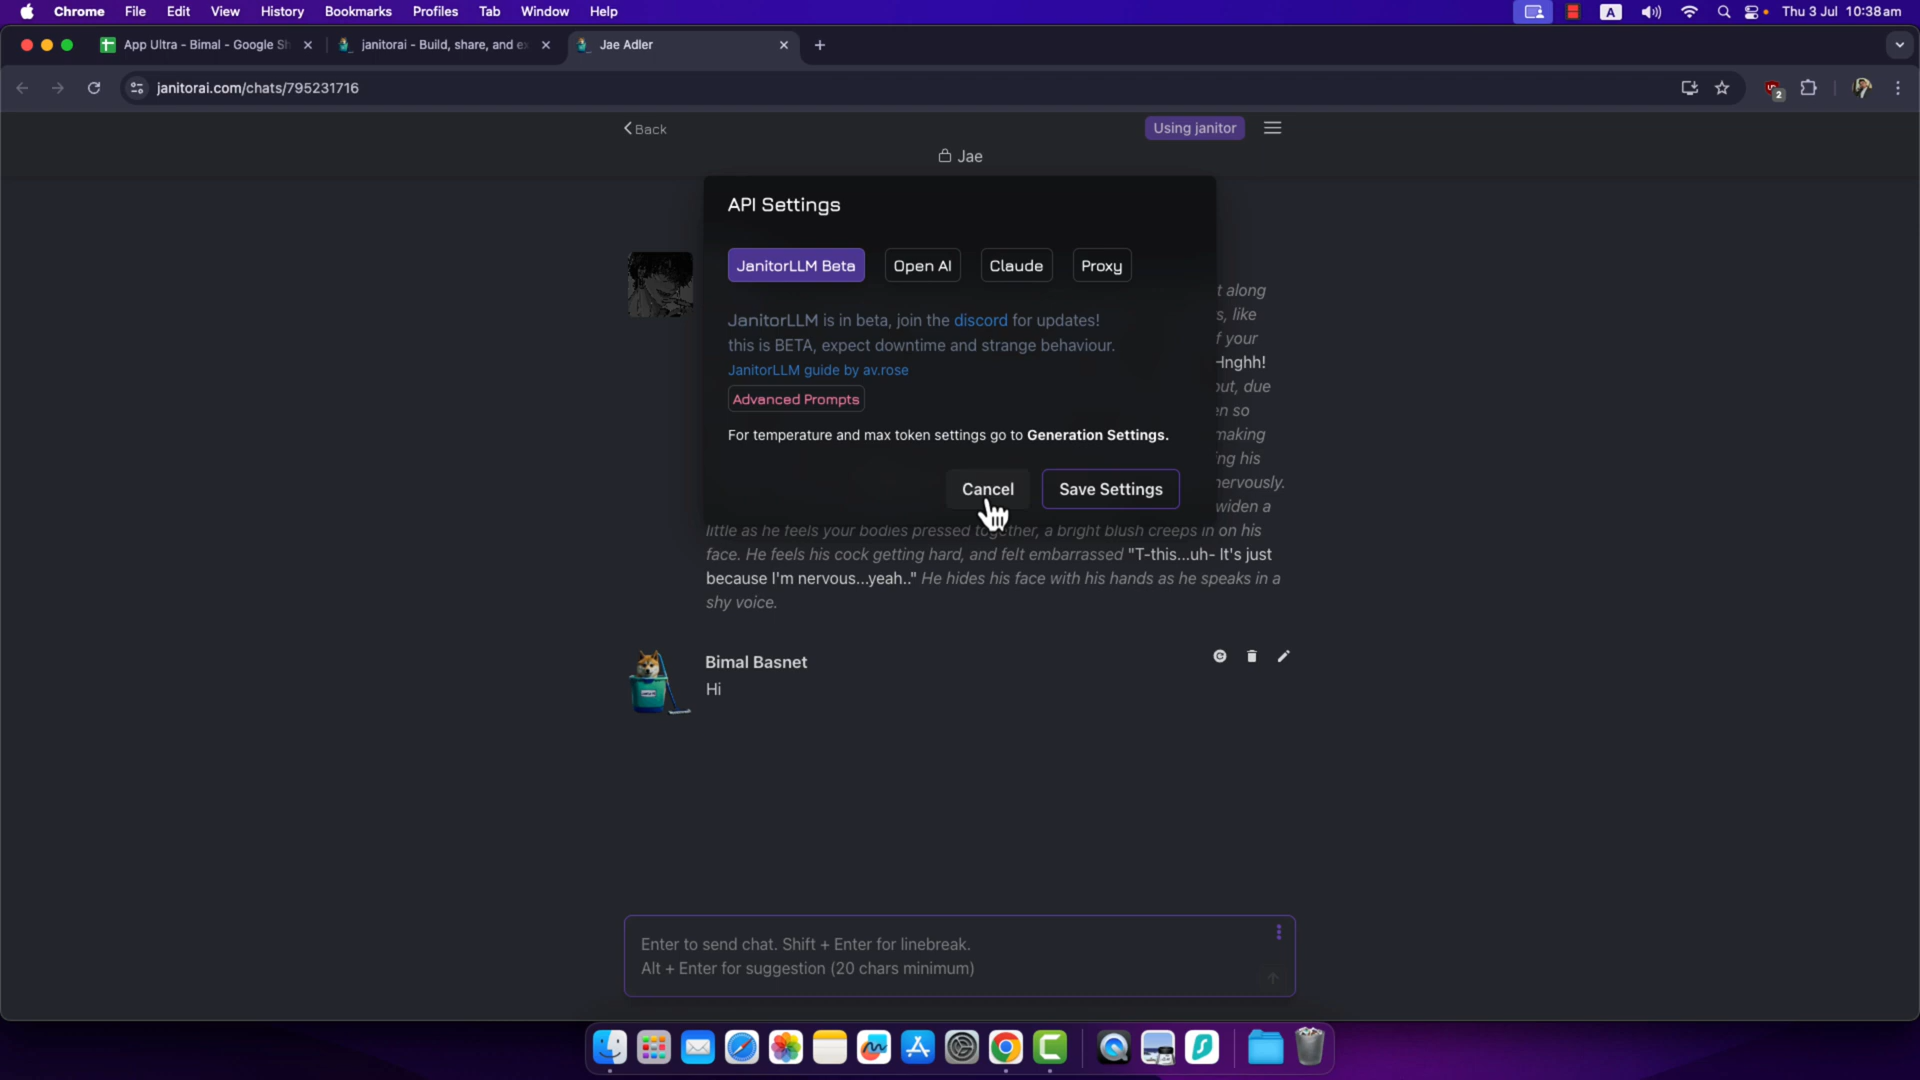 Chrome File Edit View History Bookmarks Profiles Tab Window Help A Thu 3 Jul 10:38 am
App Ultra - Bimal - Google Sh janitorai - Build, share, and ex Jae Adler
janitorai.com/chats/795231716 2
Back Using janitor
Jae
API Settings
JanitorLLM Beta Open AI Claude Proxy
t along
JanitorLLM is in beta, join the discord for updates! s, like
this is BETA, expect downtime and strange behaviour. f your
JanitorLLM guide by av.rose Hnghh!
Advanced Prompts out, due
en so
For temperature and max token settings go to Generation Settings. making
ng his
Cancel Save Settings nervously.
widen a
little as he feels your bodies pressed together, a bright blush creeps in on his
face. He feels his cock getting hard, and felt embarrassed "T-this...uh- It's just
because I'm nervous...yeah.." He hides his face with his hands as he speaks in a
shy voice.
Bimal Basnet
Hi
Enter to send chat. Shift + Enter for linebreak.
Alt + Enter for suggestion (20 chars minimum)